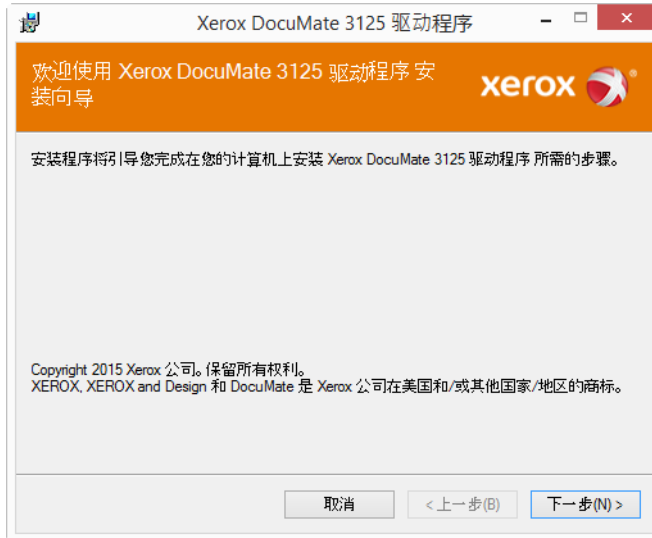 Xerox DocuMate 3125 驱动程序
欢迎使用 Xerox DocuMate 3125 驱动程序 安
装向导
xerox
安装程序将引导您完成在您的计算机上安装 Xerox DocuMate 3125 驱动程序 所需的步骤。
Copyright 2015 Xerox 公司。保留所有权利。
XEROX, XEROX and Design 和 DocuMate 是 Xerox 公司在美国和/或其他国家/地区的商标。
取消
<上一步(B)
下一步(N) >